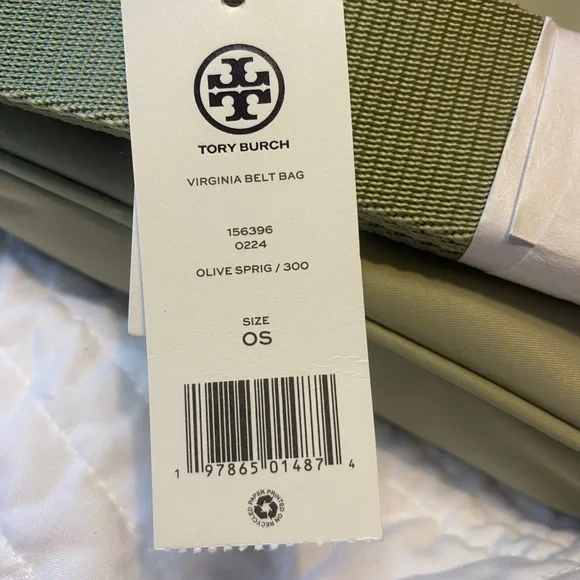 TORY BURCH
VIRGINIA BELT BAG
156396
0224
OLIVE SPRIG / 300
SIZE
OS
1 97865 01487 4
PAPER PRINTED ON RECYCLED